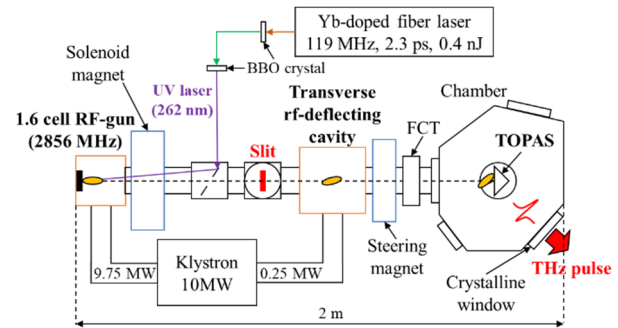 Yb-doped fiber laser
119 MHz, 2.3 ps, 0.4 nJ
Solenoid
magnet
BBO crystal
UV laser
(262 nm)
Transverse
rf-deflecting
cavity
Chamber
1.6 cell RF-gun
(2856 MHz)
Slit
FCT
TOPAS
Steering
magnet
9.75 MW
Klystron
10MW
0.25 MW
Crystalline
window
THz pulse
2 m